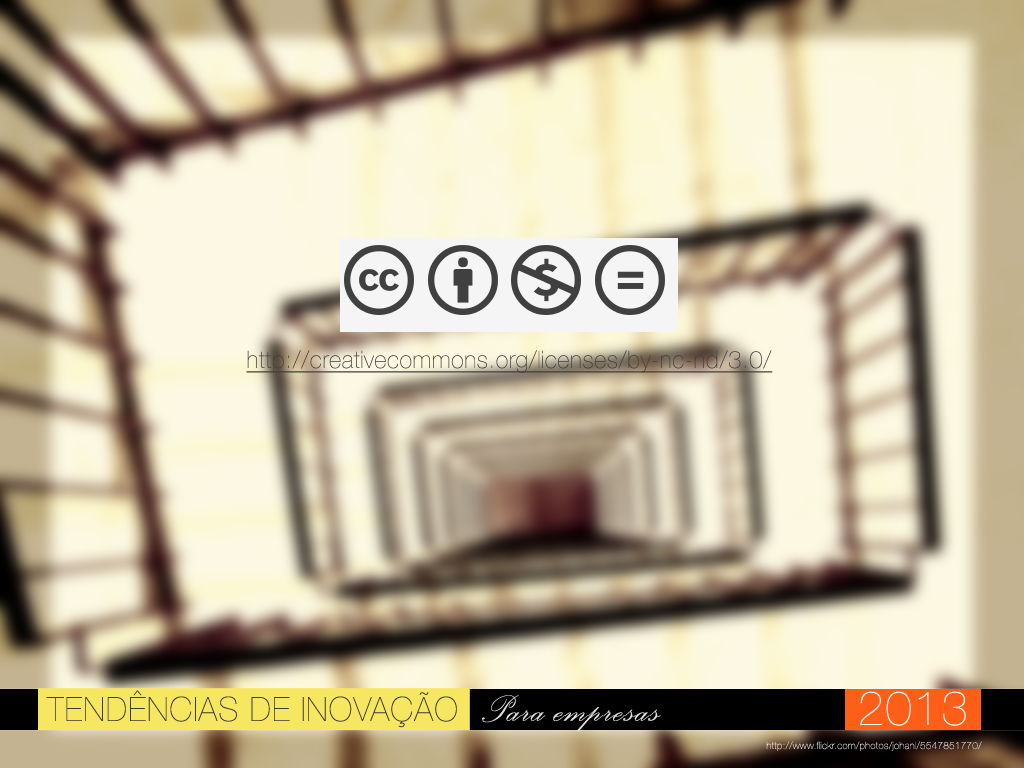 cc $ =
http://creativecommons.org/licenses/by-nc-nd/3.0/
TENDÊNCIAS DE INOVAÇÃO Para empresas 2013
http://www.flickr.com/photos/johani/5547851770/